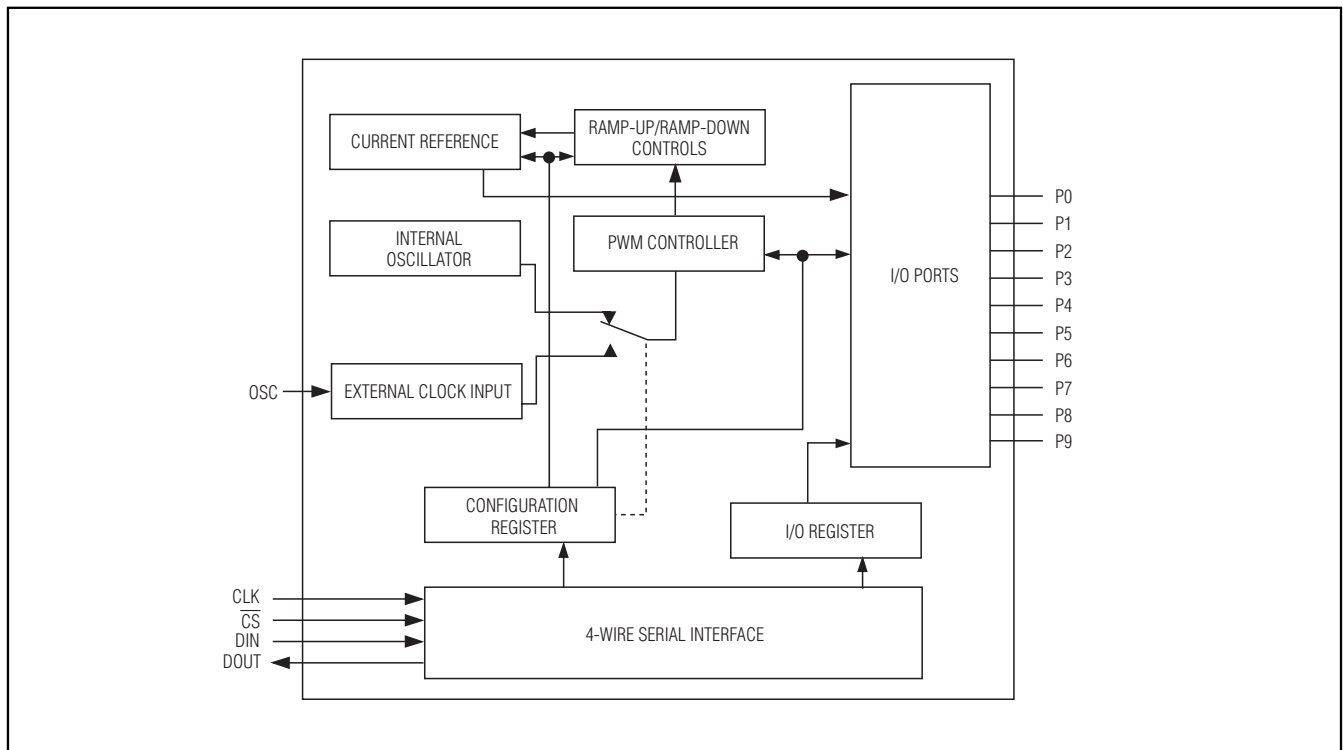 CURRENT REFERENCE
RAMP-UP/RAMP-DOWN
CONTROLS
INTERNAL
OSCILLATOR
PWM CONTROLLER
I/O PORTS
P0
P1
P2
P3
P4
P5
P6
P7
P8
P9
OSC
EXTERNAL CLOCK INPUT
CONFIGURATION
REGISTER
I/O REGISTER
CLK
C̅S̅
DIN
DOUT
4-WIRE SERIAL INTERFACE